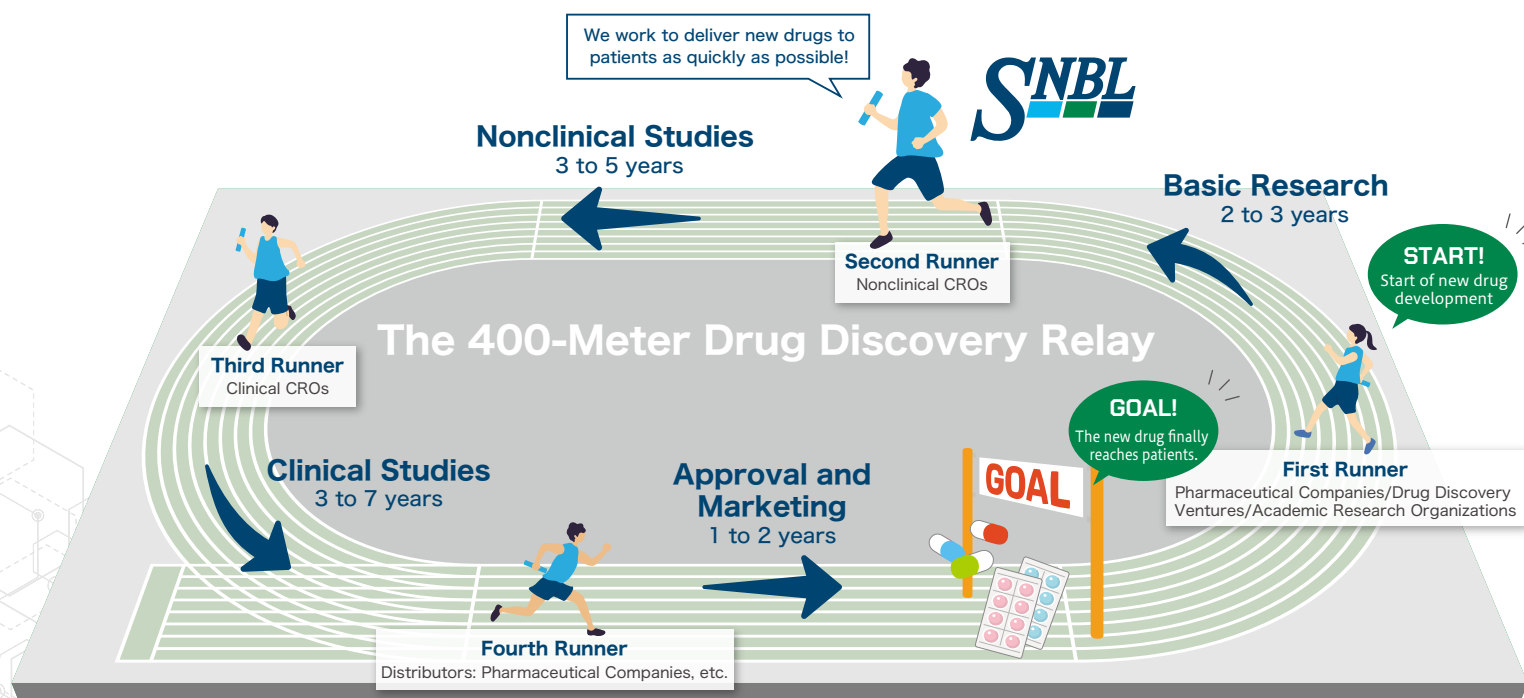 We work to deliver new drugs to
patients as quickly as possible!
SNBL
Nonclinical Studies
3 to 5 years
Basic Research
2 to 3 years
START!
Start of new drug
development
Second Runner
Nonclinical CROs
The 400-Meter Drug Discovery Relay
Third Runner
Clinical CROs
GOAL!
The new drug finally
reaches patients.
First Runner
Pharmaceutical Companies/Drug Discovery
Ventures/Academic Research Organizations
Clinical Studies
3 to 7 years
Approval and
Marketing
1 to 2 years
GOAL
Fourth Runner
Distributors: Pharmaceutical Companies, etc.